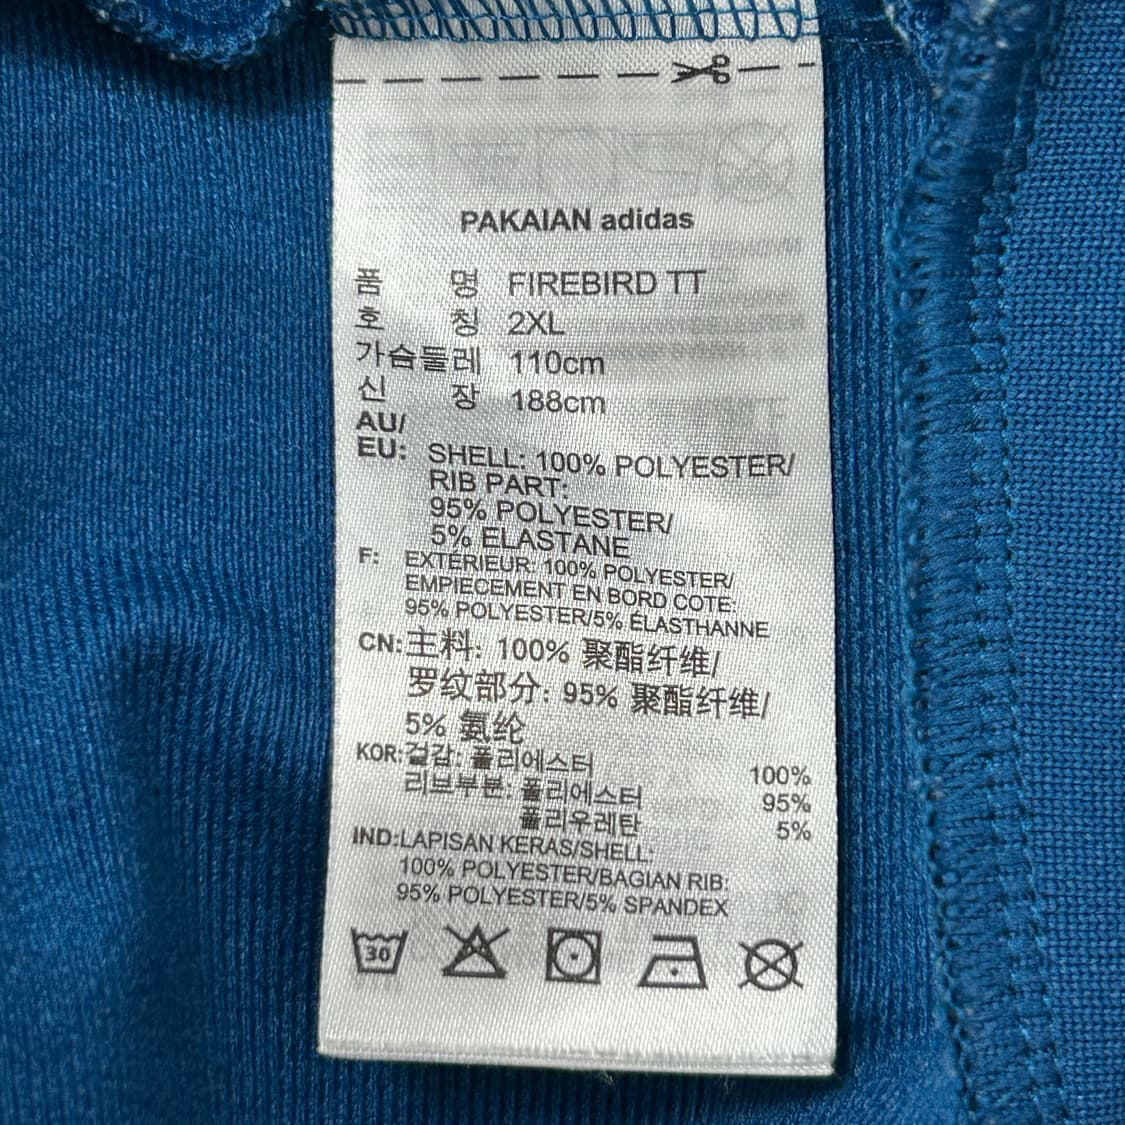 PAKAIAN adidas
품 명 FIREBIRD TT
호 칭 2XL
가슴둘레 110cm
신 장 188cm
AU/
EU: SHELL: 100% POLYESTER/
RIB PART:
95% POLYESTER/
5% ELASTANE
F: EXTERIEUR: 100% POLYESTER/
EMPIECEMENT EN BORD COTE:
95% POLYESTER/5% ELASTHANNE
CN: 主料: 100% 聚酯纤维/
罗纹部分: 95% 聚酯纤维/
5% 氨纶
KOR: 겉감: 폴리에스터 100%
리브부분: 폴리에스터 95%
폴리우레탄 5%
IND: LAPISAN KERAS/SHELL:
100% POLYESTER/BAGIAN RIB:
95% POLYESTER/5% SPANDEX
30